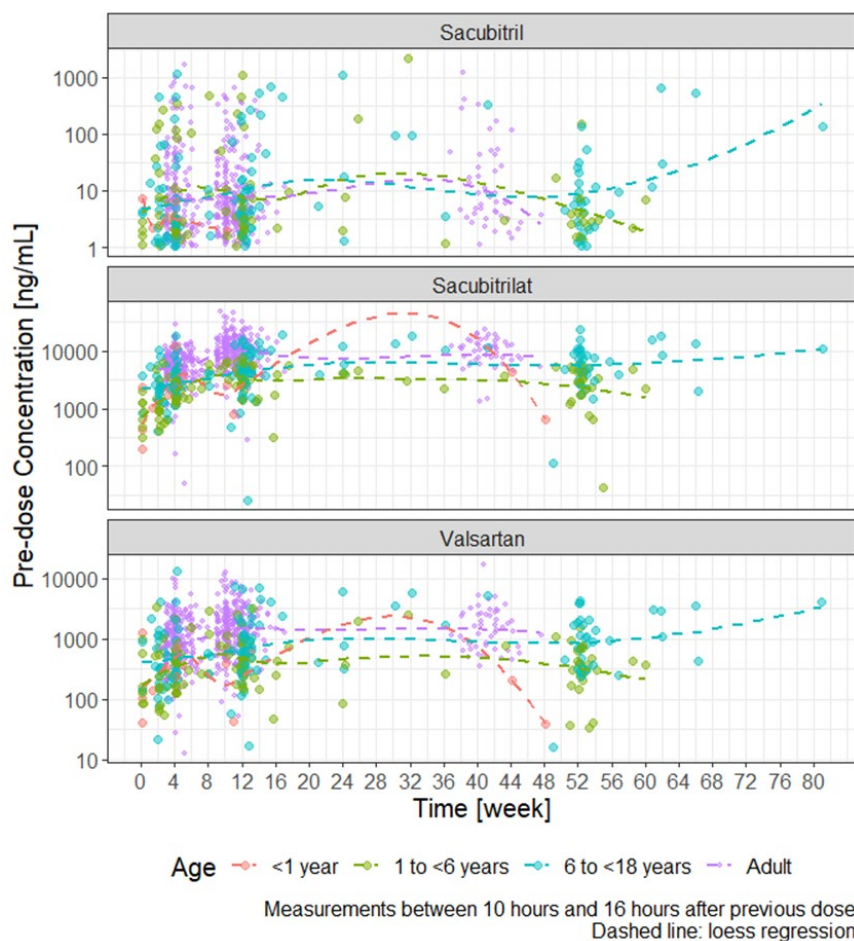 Sacubitril
1000
100
10
1
Sacubitrilat
10000
1000
100
Valsartan
10000
1000
100
10
Pre-dose Concentration [ng/mL]
0 4 8 12 16 20 24 28 32 36 40 44 48 52 56 60 64 68 72 76 80
Time [week]
Age <1 year 1 to <6 years 6 to <18 years Adult
Measurements between 10 hours and 16 hours after previous dose
Dashed line: loess regression